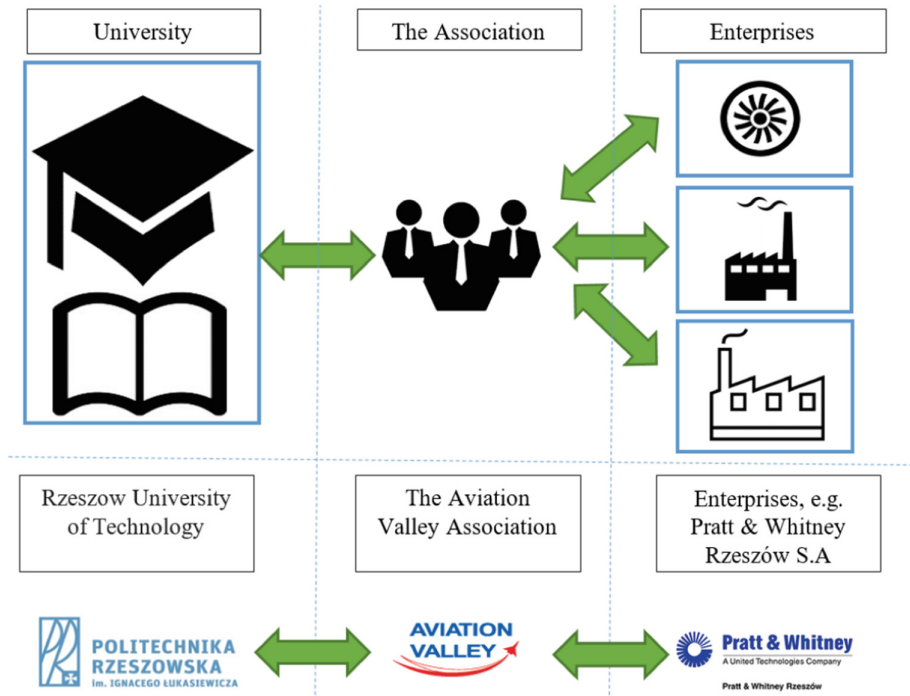 University
The Association
Enterprises
Rzeszow University
of Technology
The Aviation
Valley Association
Enterprises, e.g.
Pratt & Whitney
Rzeszów S.A
POLITECHNIKA
RZESZOWSKA
im. IGNACEGO ŁUKASIEWICZA
AVIATION
VALLEY
Pratt & Whitney
A United Technologies Company
Pratt & Whitney Rzeszów